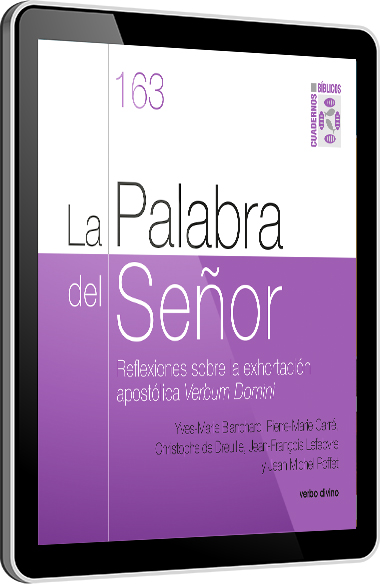 163
CUADERNOS
BÍBLICOS
La Palabra
del Señor
Reflexiones sobre la exhortación
apostólica Verbum Domini
Yves-Marie Blanchard, Pierre-Marie Carré,
Christophe de Dreuille, Jean-François Lefebvre
y Jean-Michel Poffet
verbo divino